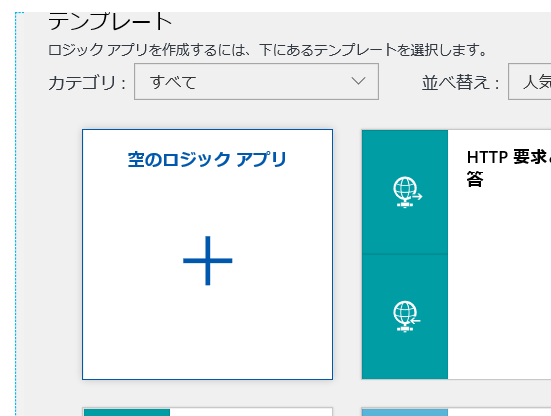 テンプレート
ロジック アプリを作成するには、下にあるテンプレートを選択します。
カテゴリ : すべて 並べ替え : 人気
空のロジック アプリ
HTTP 要求
答